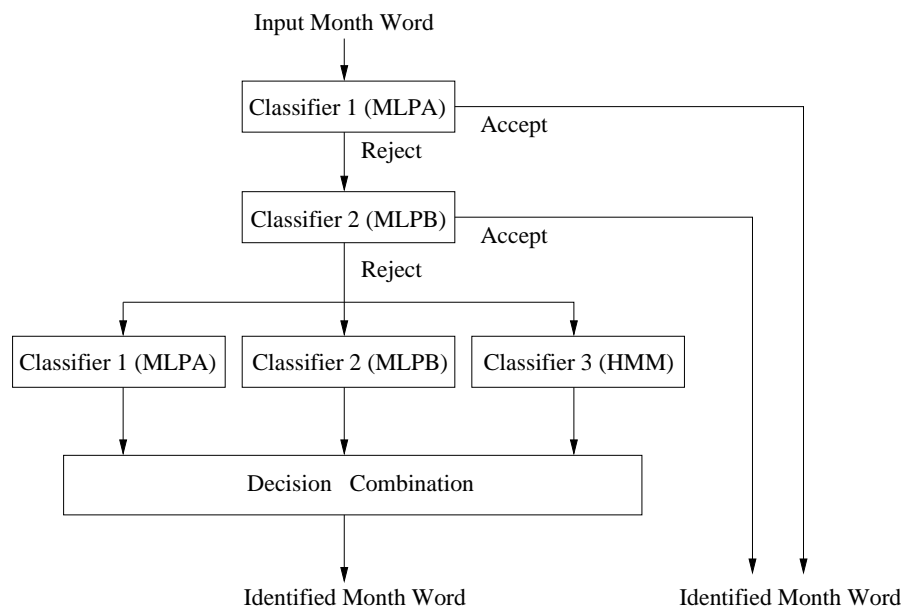 Input Month Word
Classifier 1 (MLPA)
Accept
Reject
Classifier 2 (MLPB)
Accept
Reject
Classifier 1 (MLPA)
Classifier 2 (MLPB)
Classifier 3 (HMM)
Decision Combination
Identified Month Word
Identified Month Word